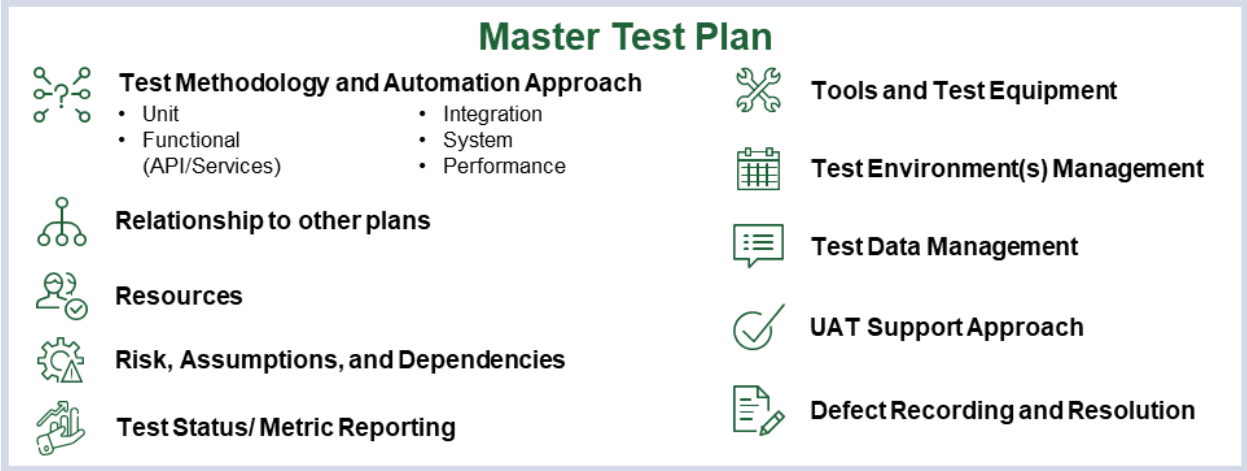 Master Test Plan
Test Methodology and Automation Approach
• Unit
• Functional
(API/Services)
• Integration
• System
• Performance
Relationship to other plans
Resources
Risk, Assumptions, and Dependencies
Test Status/ Metric Reporting
Tools and Test Equipment
Test Environment(s) Management
Test Data Management
UAT Support Approach
Defect Recording and Resolution